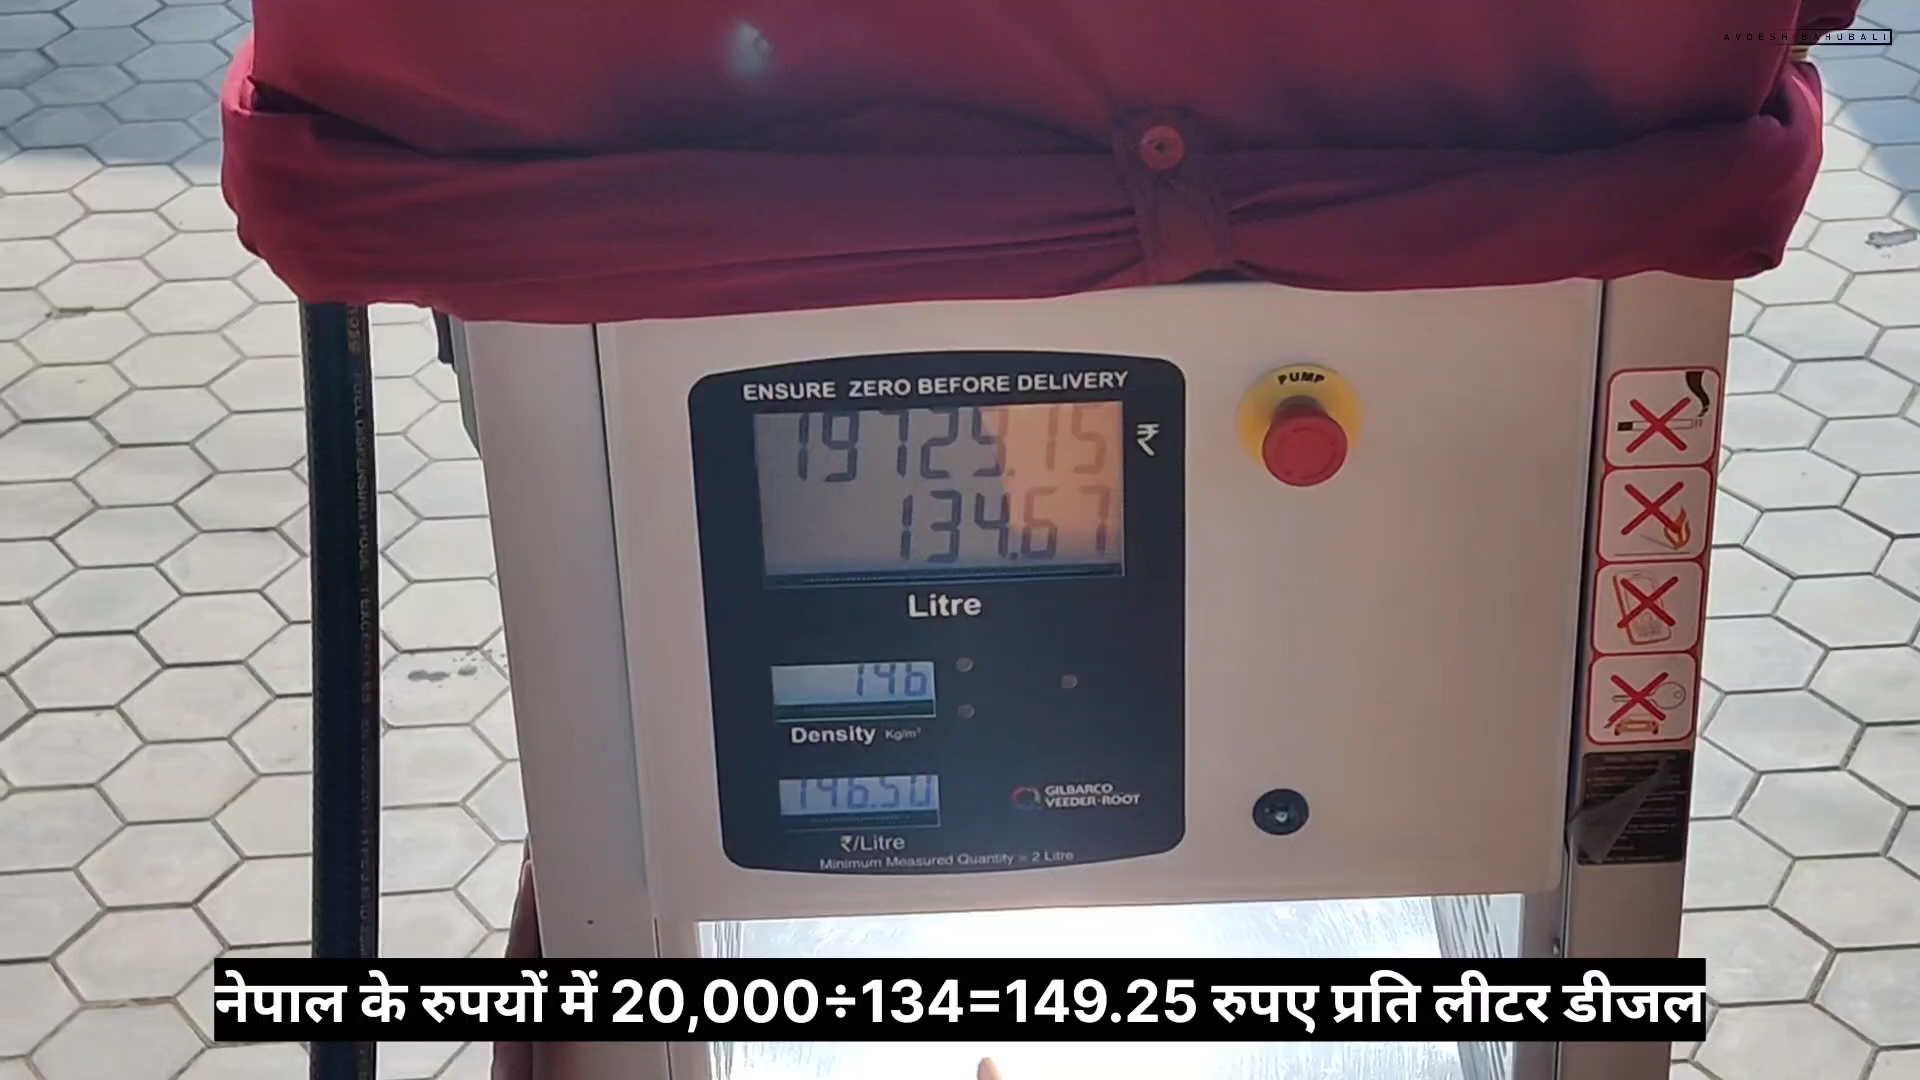 AVDESH BAHUBALI
PUMP
ENSURE ZERO BEFORE DELIVERY
19729.15
₹
134.67
Litre
146
Density Kg/m³
146.50
GILBARCO
VEEDER-ROOT
₹/Litre
Minimum Measured Quantity = 2 Litre
नेपाल के रुपयों में 20,000÷134=149.25 रुपए प्रति लीटर डीजल